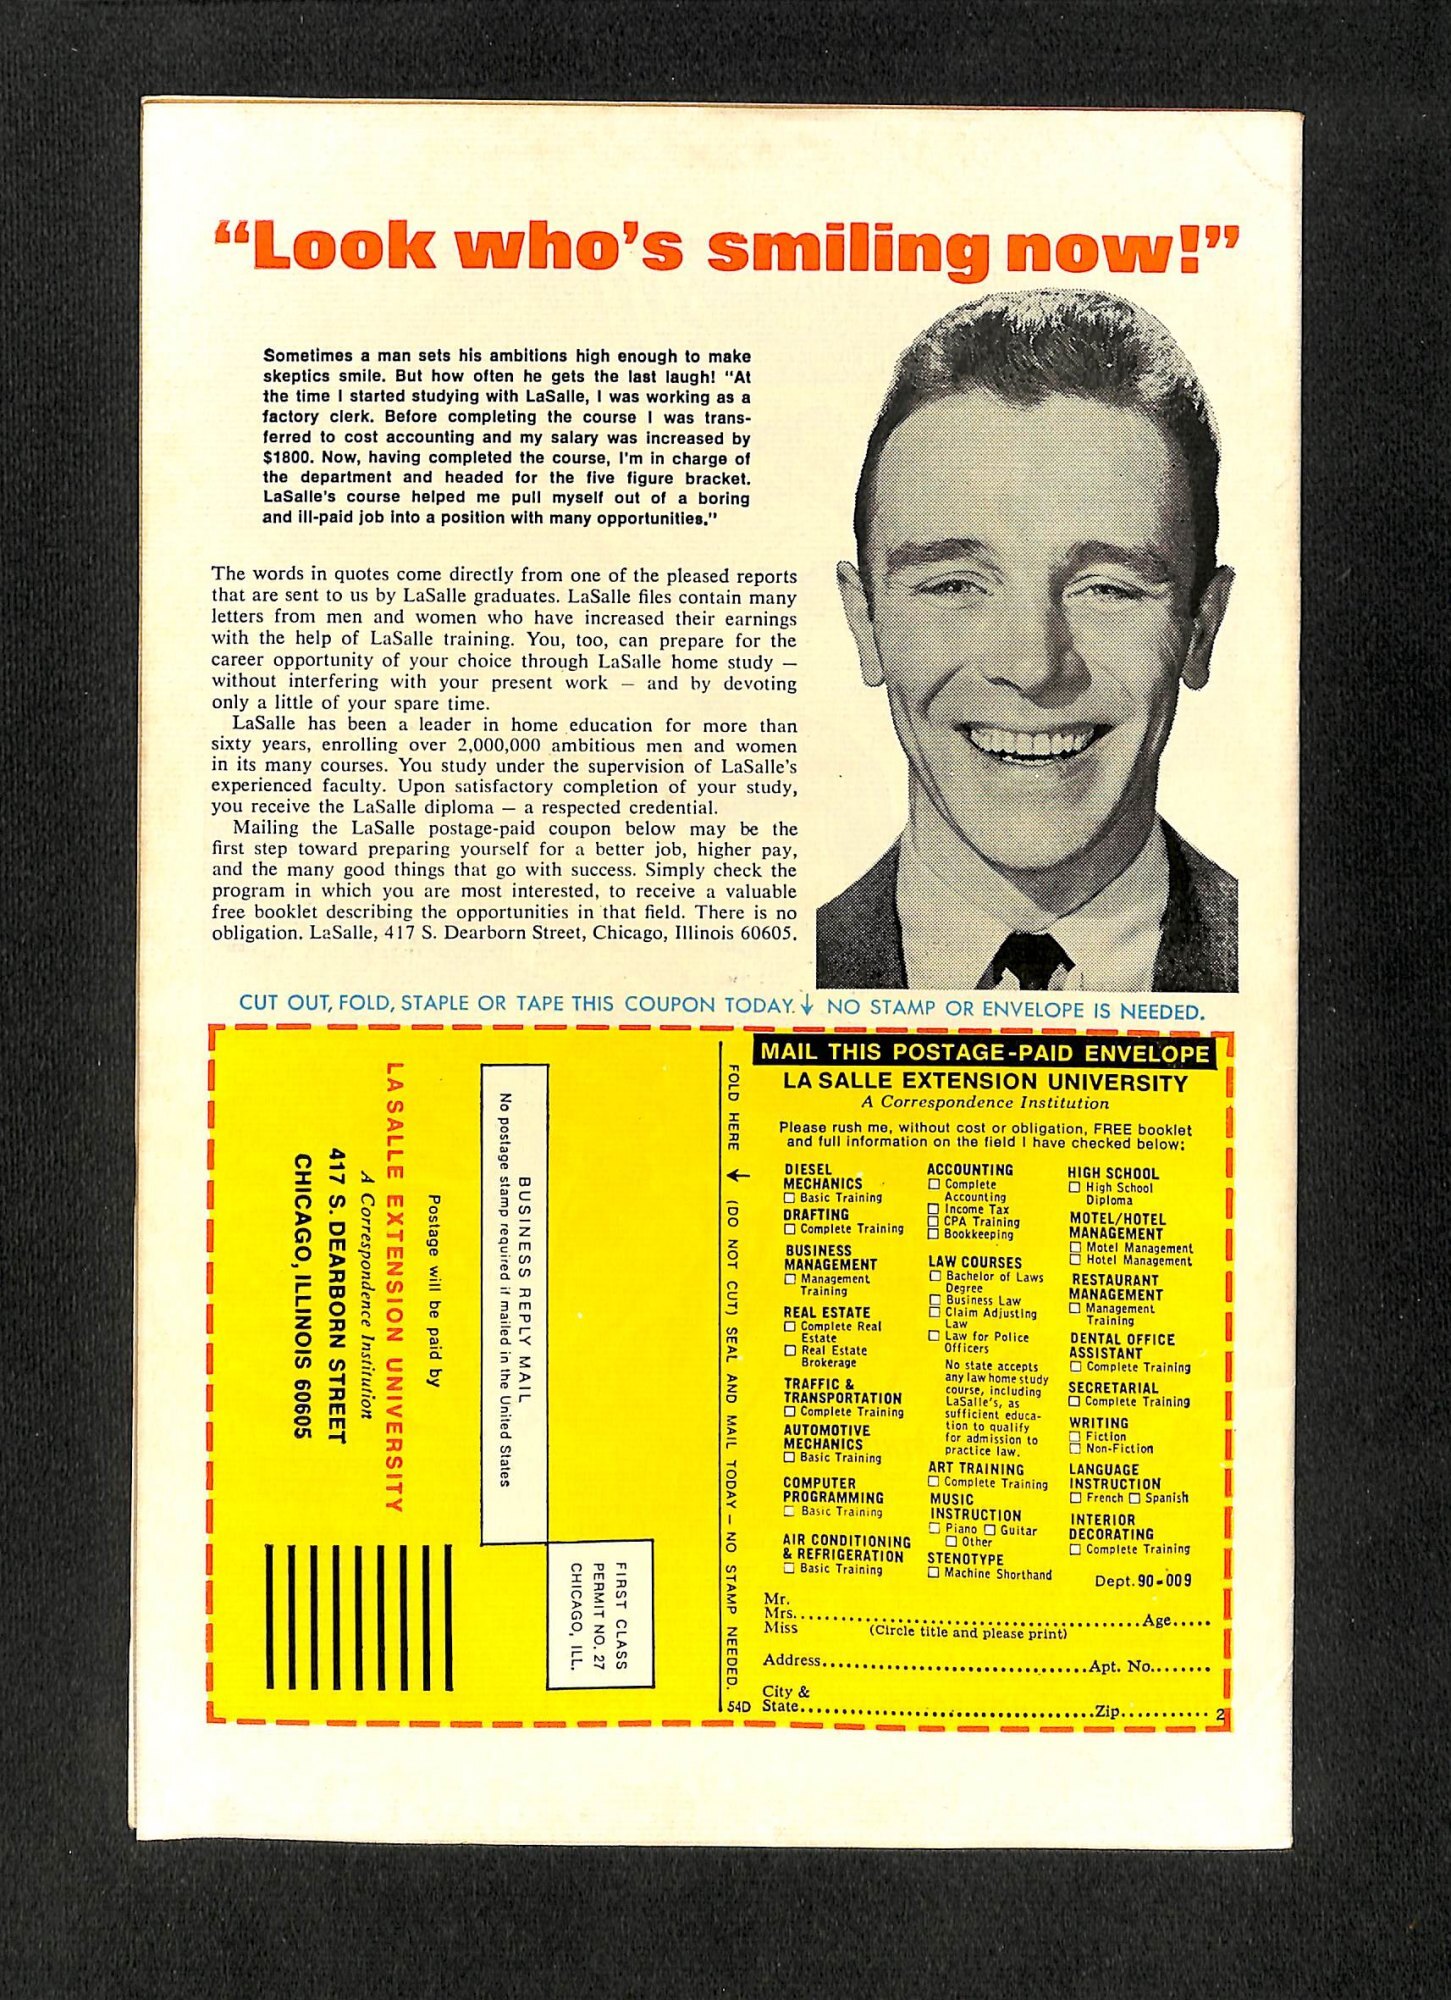 “Look who’s smiling now!”
Sometimes a man sets his ambitions high enough to make
skeptics smile. But how often he gets the last laugh! “At
the time I started studying with LaSalle, I was working as a
factory clerk. Before completing the course I was trans-
ferred to cost accounting and my salary was increased by
$1800. Now, having completed the course, I’m in charge of
the department and headed for the five figure bracket.
LaSalle’s course helped me pull myself out of a boring
and ill-paid job into a position with many opportunities.”
The words in quotes come directly from one of the pleased reports
that are sent to us by LaSalle graduates. LaSalle files contain many
letters from men and women who have increased their earnings
with the help of LaSalle training. You, too, can prepare for the
career opportunity of your choice through LaSalle home study —
without interfering with your present work — and by devoting
only a little of your spare time.
LaSalle has been a leader in home education for more than
sixty years, enrolling over 2,000,000 ambitious men and women
in its many courses. You study under the supervision of LaSalle’s
experienced faculty. Upon satisfactory completion of your study,
you receive the LaSalle diploma — a respected credential.
Mailing the LaSalle postage-paid coupon below may be the
first step toward preparing yourself for a better job, higher pay,
and the many good things that go with success. Simply check the
program in which you are most interested, to receive a valuable
free booklet describing the opportunities in that field. There is no
obligation. LaSalle, 417 S. Dearborn Street, Chicago, Illinois 60605.
CUT OUT, FOLD, STAPLE OR TAPE THIS COUPON TODAY. ↓ NO STAMP OR ENVELOPE IS NEEDED.
FIRST CLASS
PERMIT NO. 27
CHICAGO, ILL.
BUSINESS REPLY MAIL
No postage stamp required if mailed in the United States
Postage will be paid by
LA SALLE EXTENSION UNIVERSITY
A Correspondence Institution
417 S. DEARBORN STREET
CHICAGO, ILLINOIS 60605
FOLD HERE ↓ (DO NOT CUT) SEAL AND MAIL TODAY — NO STAMP NEEDED.
54D
MAIL THIS POSTAGE-PAID ENVELOPE
LA SALLE EXTENSION UNIVERSITY
A Correspondence Institution
Please rush me, without cost or obligation, FREE booklet
and full information on the field I have checked below:
DIESEL
MECHANICS
☐ Basic Training
DRAFTING
☐ Complete Training
BUSINESS
MANAGEMENT
☐ Management
Training
REAL ESTATE
☐ Complete Real
Estate
☐ Real Estate
Brokerage
TRAFFIC &
TRANSPORTATION
☐ Complete Training
AUTOMOTIVE
MECHANICS
☐ Basic Training
COMPUTER
PROGRAMMING
☐ Basic Training
AIR CONDITIONING
& REFRIGERATION
☐ Basic Training
ACCOUNTING
☐ Complete
Accounting
☐ Income Tax
☐ CPA Training
☐ Bookkeeping
LAW COURSES
☐ Bachelor of Laws
Degree
☐ Business Law
☐ Claim Adjusting
Law
☐ Law for Police
Officers
No state accepts
any law home study
course, including
LaSalle’s, as
sufficient educa-
tion to qualify
for admission to
practice law.
ART TRAINING
☐ Complete Training
MUSIC
INSTRUCTION
☐ Piano ☐ Guitar
☐ Other
STENOTYPE
☐ Machine Shorthand
HIGH SCHOOL
☐ High School
Diploma
MOTEL/HOTEL
MANAGEMENT
☐ Motel Management
☐ Hotel Management
RESTAURANT
MANAGEMENT
☐ Management
Training
DENTAL OFFICE
ASSISTANT
☐ Complete Training
SECRETARIAL
☐ Complete Training
WRITING
☐ Fiction
☐ Non-Fiction
LANGUAGE
INSTRUCTION
☐ French ☐ Spanish
INTERIOR
DECORATING
☐ Complete Training
Dept. 90-009
Mr.
Mrs. ........................................ Age.....
Miss (Circle title and please print)
Address........................................ Apt. No........
City &
State........................................ Zip........... 2